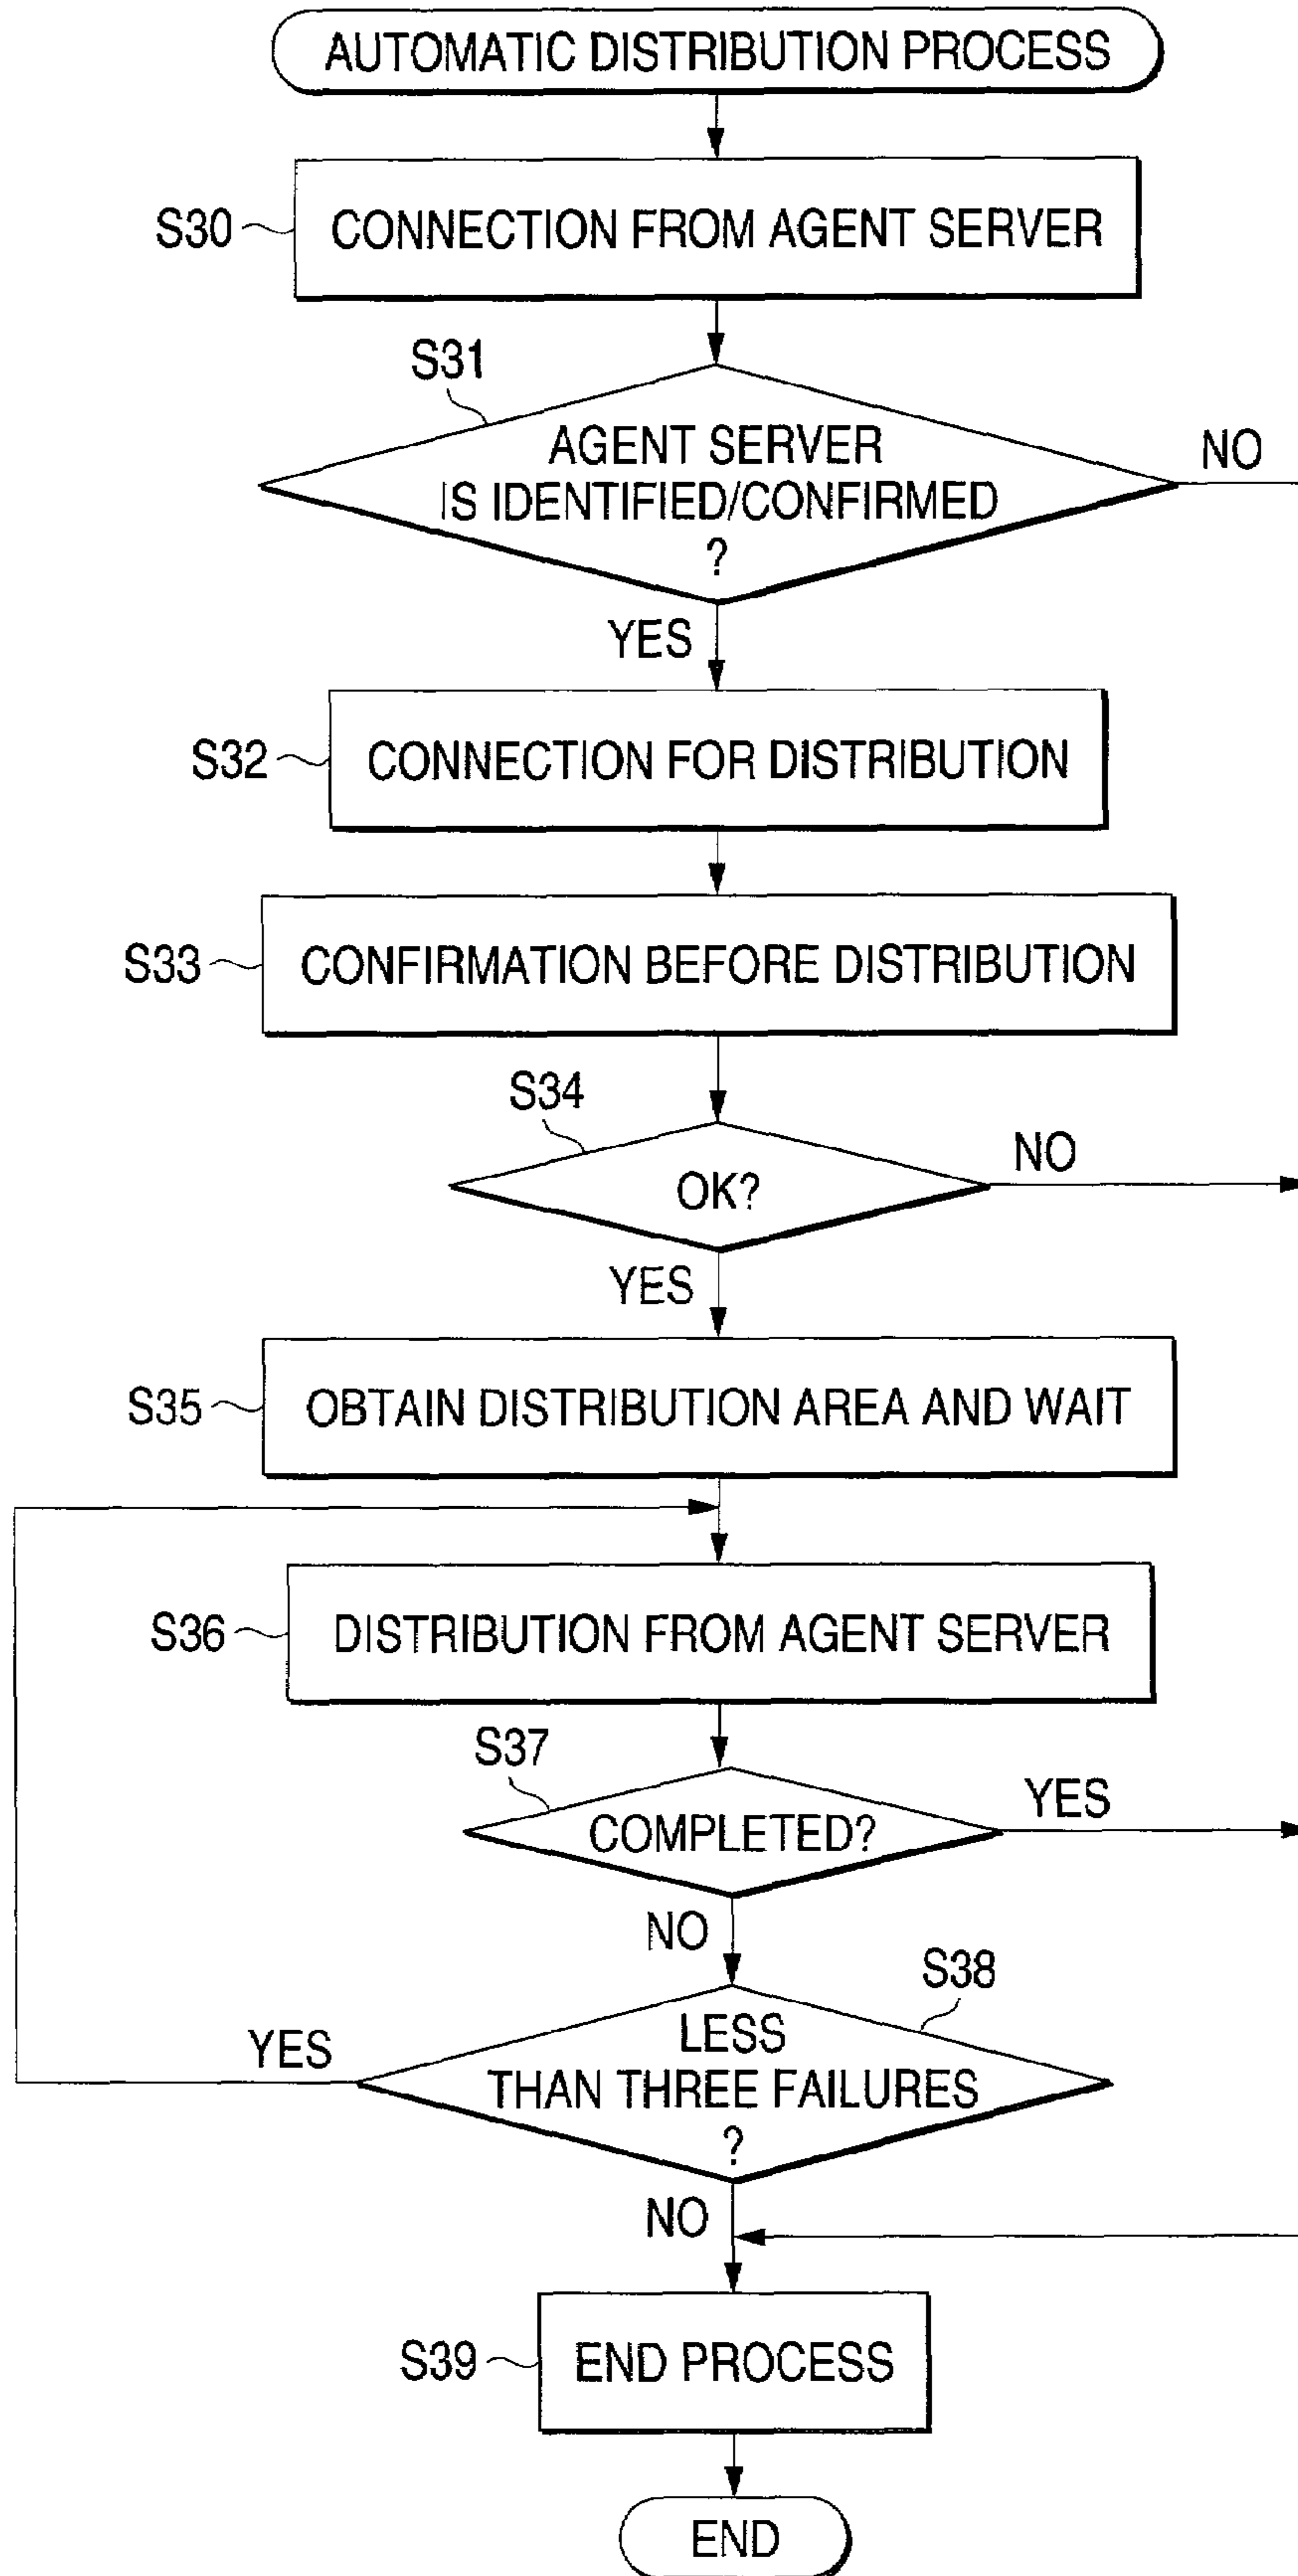 AUTOMATIC DISTRIBUTION PROCESS
S30
CONNECTION FROM AGENT SERVER
S31
AGENT SERVER
IS IDENTIFIED/CONFIRMED
?
NO
YES
S32
CONNECTION FOR DISTRIBUTION
S33
CONFIRMATION BEFORE DISTRIBUTION
S34
OK?
NO
YES
S35
OBTAIN DISTRIBUTION AREA AND WAIT
S36
DISTRIBUTION FROM AGENT SERVER
S37
COMPLETED?
YES
NO
S38
LESS
THAN THREE FAILURES
?
YES
NO
S39
END PROCESS
END